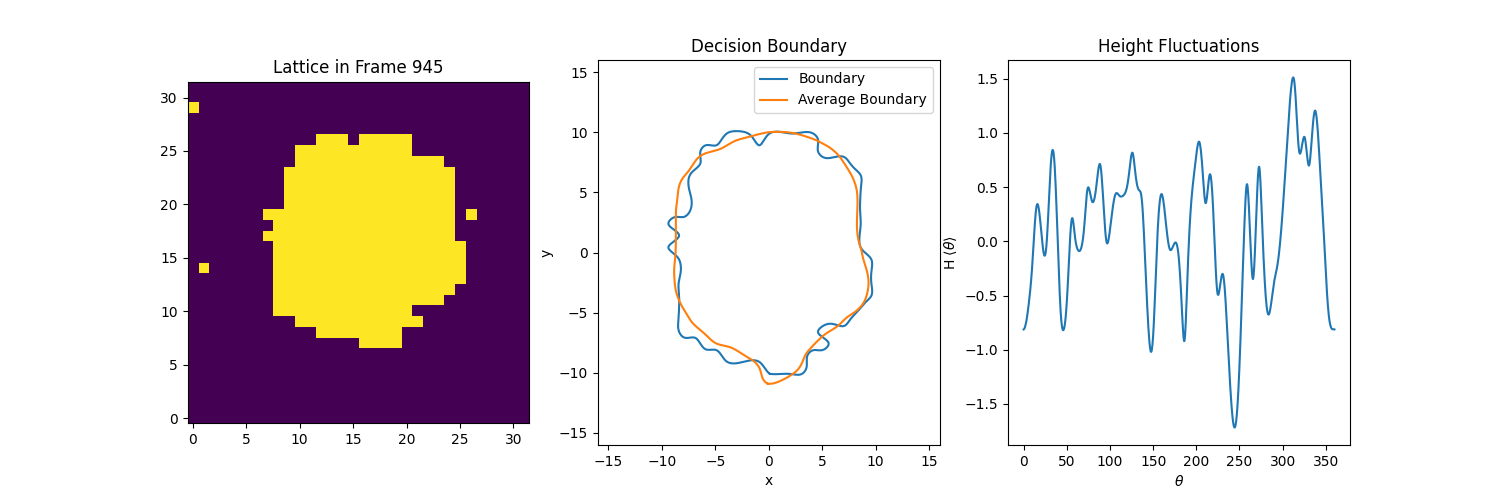 Lattice in Frame 945
30
25
20
15
10
5
0
0 5 10 15 20 25 30
Decision Boundary
Boundary
Average Boundary
15
10
5
0
−5
−10
−15
y
−15 −10 −5 0 5 10 15
x
Height Fluctuations
1.5
1.0
0.5
0.0
−0.5
−1.0
−1.5
H ⟨θ⟩
0 50 100 150 200 250 300 350
θ